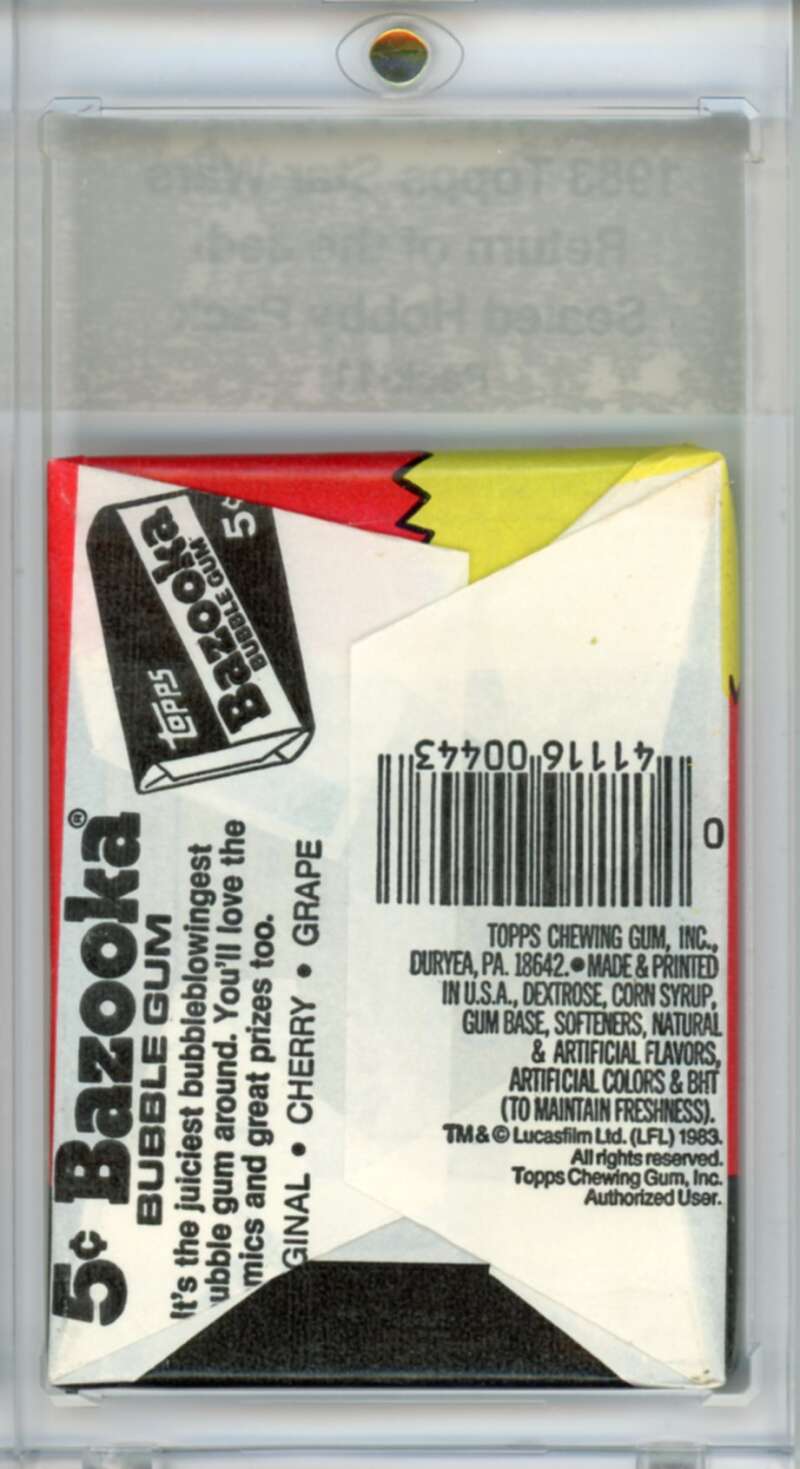 1983 Topps Star Wars
Return of the Jedi
Sealed Hobby Pack
Topps
Bazooka
BUBBLE GUM
5¢
5¢ Bazooka®
BUBBLE GUM
It's the juiciest bubbleblowingest
ubble gum around. You'll love the
mics and great prizes too.
GINAL • CHERRY • GRAPE
41116 00443
0
TOPPS CHEWING GUM, INC.,
DURYEA, PA. 18642.•MADE & PRINTED
IN U.S.A., DEXTROSE, CORN SYRUP,
GUM BASE, SOFTENERS, NATURAL
& ARTIFICIAL FLAVORS,
ARTIFICIAL COLORS & BHT
(TO MAINTAIN FRESHNESS).
TM & © Lucasfilm Ltd. (LFL) 1983.
All rights reserved.
Topps Chewing Gum, Inc.
Authorized User.